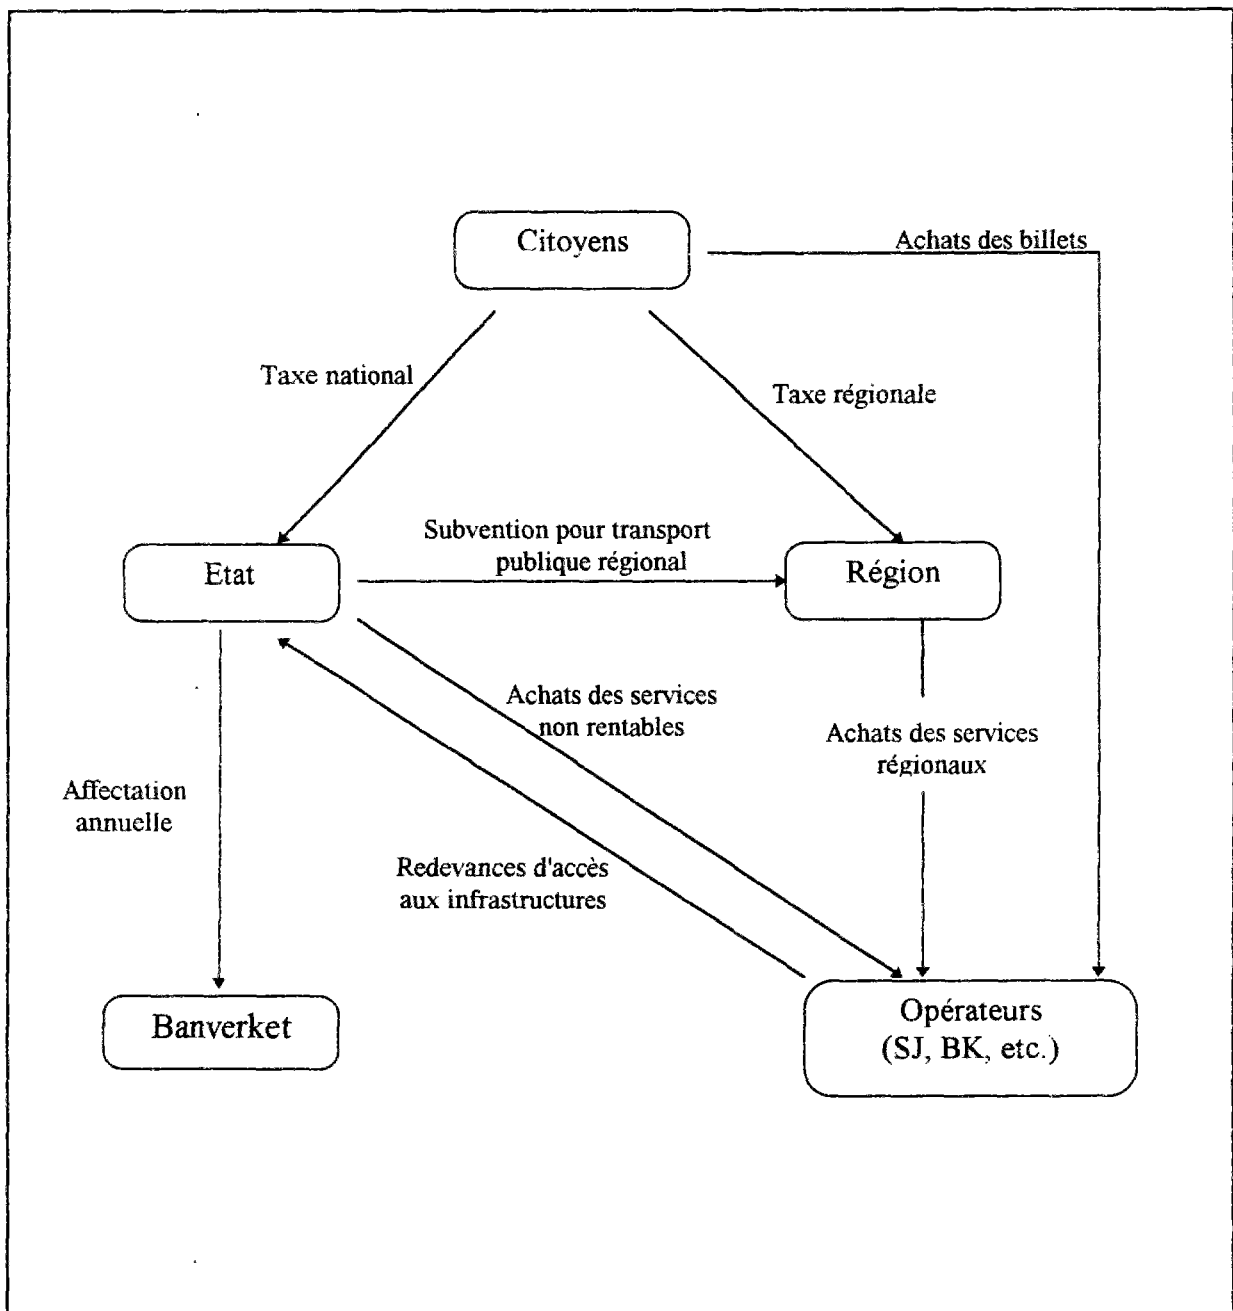 Citoyens
Achats des billets
Taxe national
Taxe régionale
Subvention pour transport
publique régional
Etat
Région
Achats des services
non rentables
Achats des services
régionaux
Affectation
annuelle
Redevances d'accès
aux infrastructures
Banverket
Opérateurs
(SJ, BK, etc.)